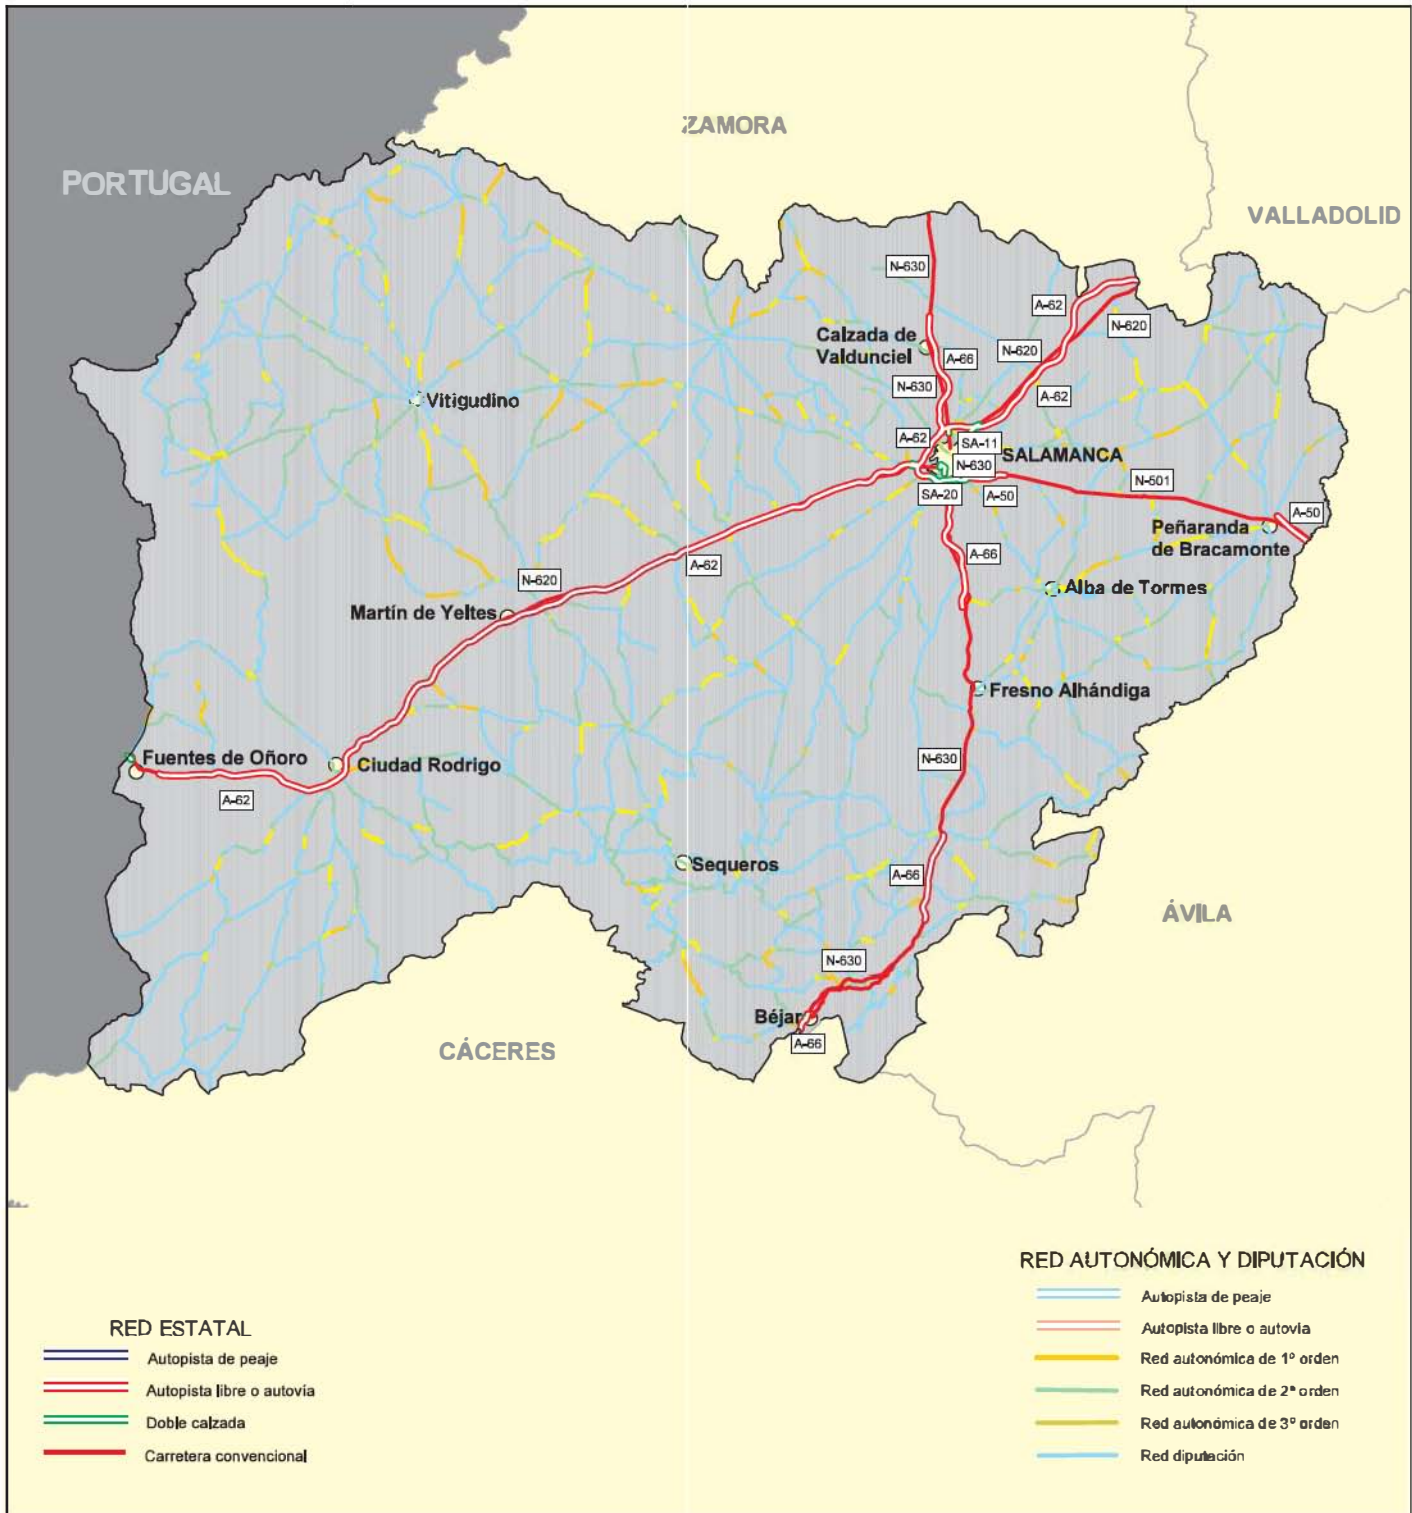 ZAMORA
PORTUGAL
VALLADOLID
N-630
A-62
N-620
Calzada de
Valdunciel
N-620
A-66
N-630
A-62
Vitigudino
A-62
SA-11
SALAMANCA
N-630
SA-20
A-50
N-501
A-50
Peñaranda
de Bracamonte
A-66
A-62
N-620
Alba de Tormes
Martín de Yeltes
Fresno Alhándiga
Fuentes de Oñoro
Ciudad Rodrigo
N-630
A-62
Sequeros
A-66
ÁVILA
N-630
Béjar
A-66
CÁCERES
RED ESTATAL
Autopista de peaje
Autopista libre o autovía
Doble calzada
Carretera convencional
RED AUTONÓMICA Y DIPUTACIÓN
Autopista de peaje
Autopista libre o autovia
Red autonómica de 1º orden
Red autonómica de 2ª orden
Red autonómica de 3º orden
Red diputación